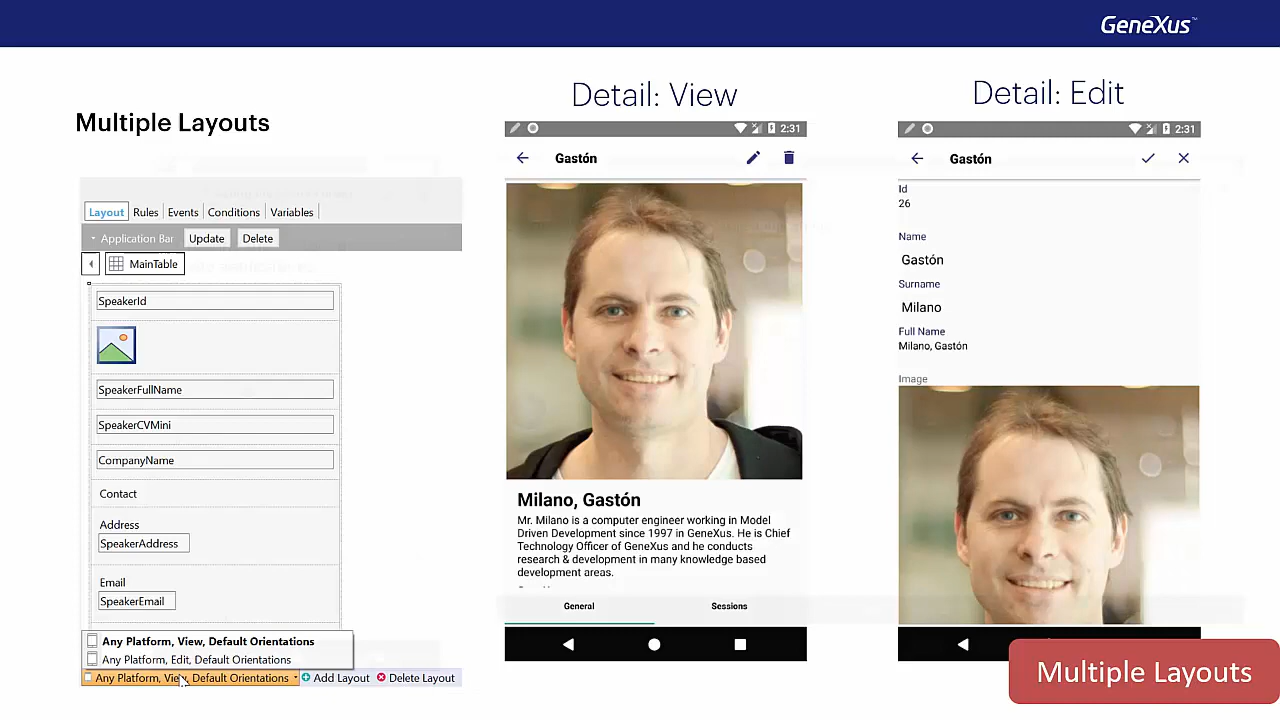 GeneXus™
Multiple Layouts
Layout Rules Events Conditions Variables
Application Bar Update Delete
MainTable
SpeakerId
SpeakerFullName
SpeakerCVMini
CompanyName
Contact
Address
SpeakerAddress
Email
SpeakerEmail
Any Platform, View, Default Orientations
Any Platform, Edit, Default Orientations
Any Platform, View, Default Orientations Add Layout Delete Layout
Detail: View
2:31
Gastón
Milano, Gastón
Mr. Milano is a computer engineer working in Model
Driven Development since 1997 in GeneXus. He is Chief
Technology Officer of GeneXus and he conducts
research & development in many knowledge based
development areas.
General Sessions
Detail: Edit
2:31
Gastón
Id
26
Name
Gastón
Surname
Milano
Full Name
Milano, Gastón
Image
Multiple Layouts